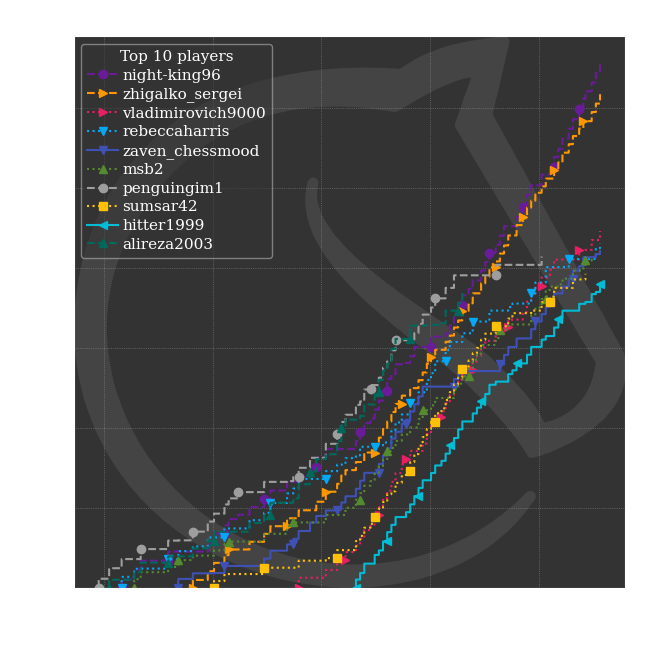 Top 10 players
night-king96
zhigalko_sergei
vladimirovich9000
rebeccaharris
zaven_chessmood
msb2
penguingim1
sumsar42
hitter1999
alireza2003